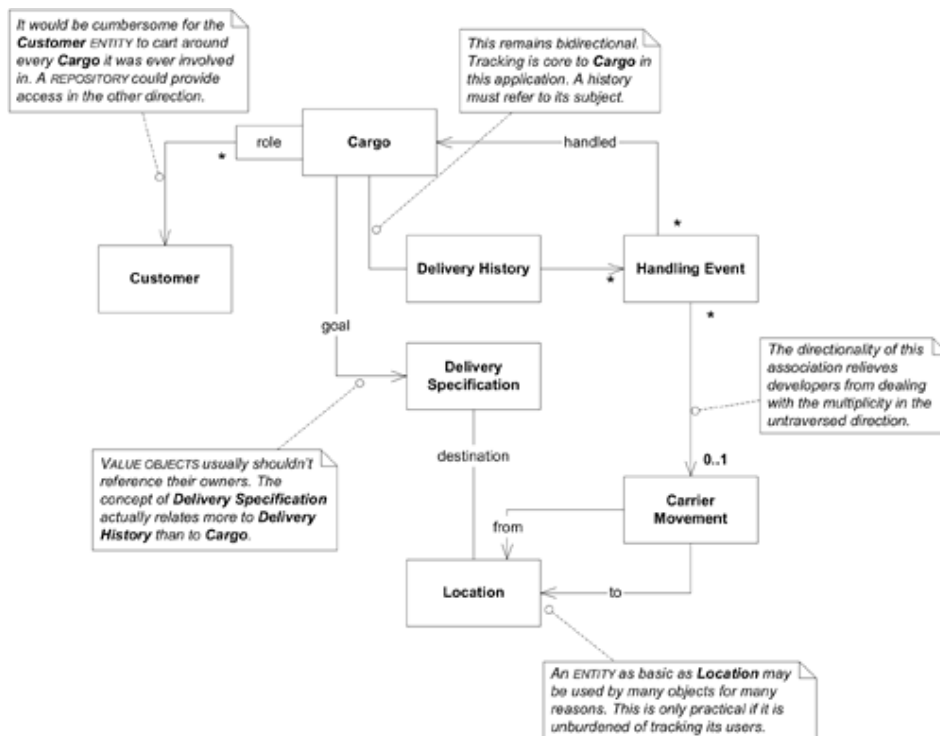 It would be cumbersome for the
Customer ENTITY to cart around
every Cargo it was ever involved
in. A REPOSITORY could provide
access in the other direction.
This remains bidirectional.
Tracking is core to Cargo in
this application. A history
must refer to its subject.
role
*
Cargo
handled
*
Customer
Delivery History
*
Handling Event
*
goal
Delivery
Specification
The directionality of this
association relieves
developers from dealing
with the multiplicity in the
untraversed direction.
destination
VALUE OBJECTS usually shouldn't
reference their owners. The
concept of Delivery Specification
actually relates more to Delivery
History than to Cargo.
0..1
Carrier
Movement
from
Location
to
An ENTITY as basic as Location may
be used by many objects for many
reasons. This is only practical if it is
unburdened of tracking its users.